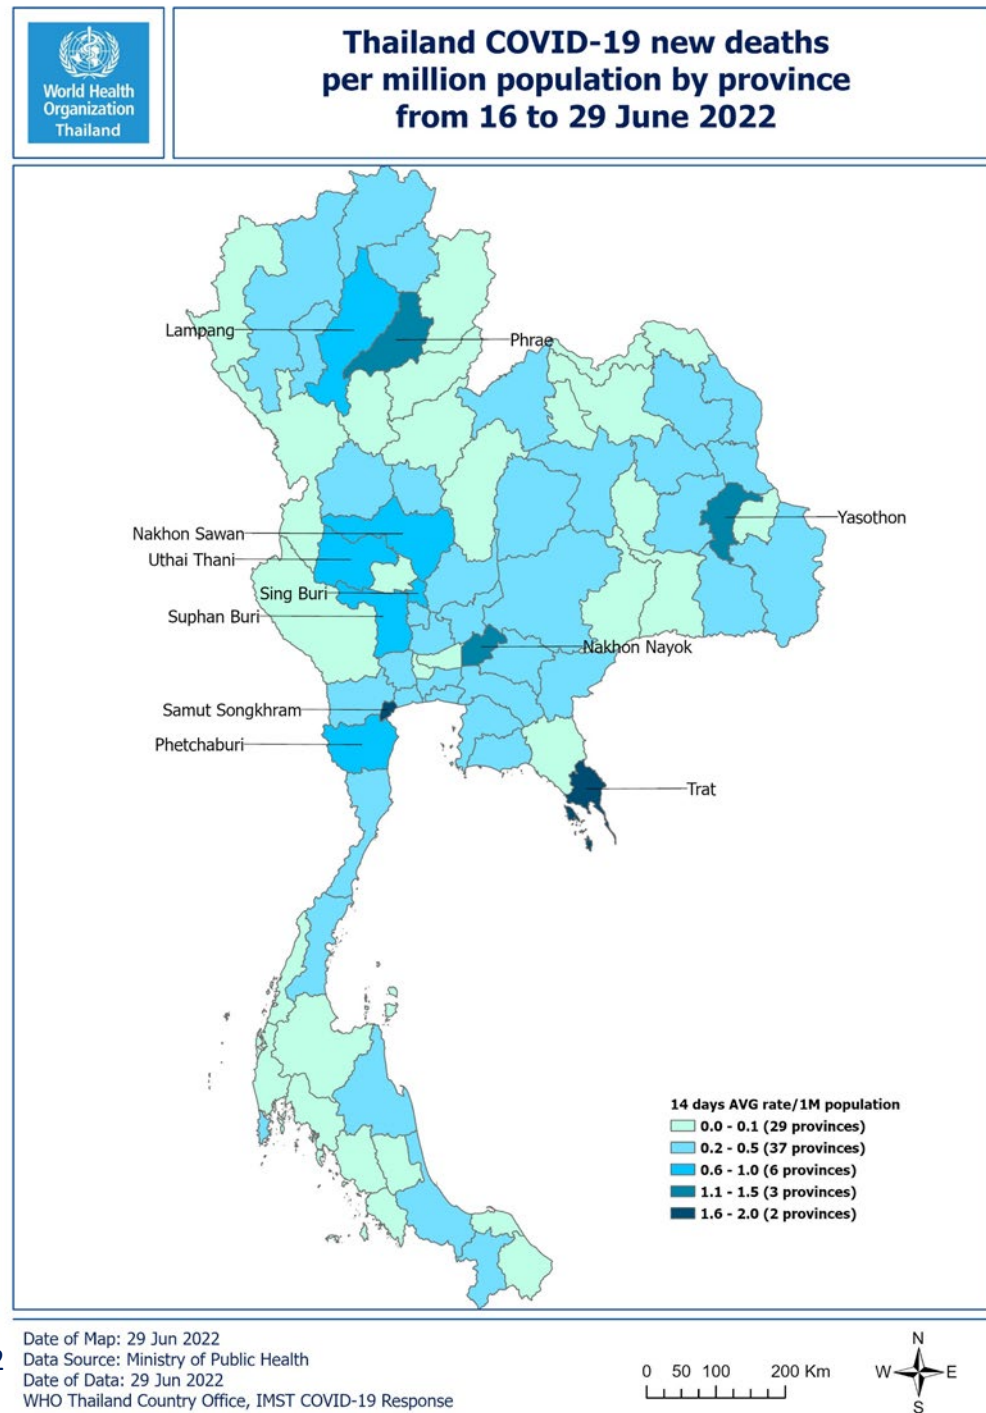 World Health
Organization
Thailand
Thailand COVID-19 new deaths
per million population by province
from 16 to 29 June 2022
Lampang
Phrae
Yasothon
Nakhon Sawan
Uthai Thani
Sing Buri
Suphan Buri
Nakhon Nayok
Samut Songkhram
Phetchaburi
Trat
14 days AVG rate/1M population
0.0 - 0.1 (29 provinces)
0.2 - 0.5 (37 provinces)
0.6 - 1.0 (6 provinces)
1.1 - 1.5 (3 provinces)
1.6 - 2.0 (2 provinces)
Date of Map: 29 Jun 2022
2 Data Source: Ministry of Public Health
Date of Data: 29 Jun 2022
WHO Thailand Country Office, IMST COVID-19 Response
0 50 100 200 Km
N
W E
S